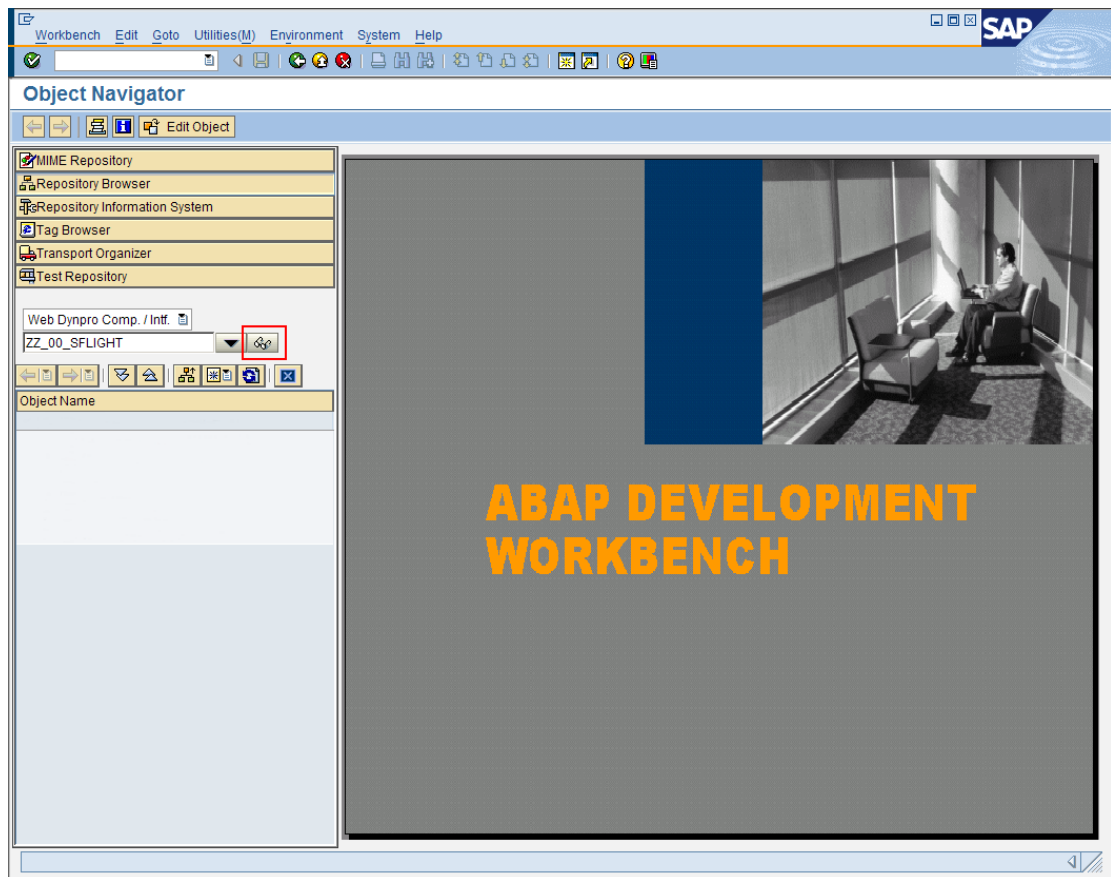 Workbench Edit Goto Utilities(M) Environment System Help
SAP
Object Navigator
Edit Object
MIME Repository
Repository Browser
Repository Information System
Tag Browser
Transport Organizer
Test Repository
Web Dynpro Comp. / Intf.
ZZ_00_SFLIGHT
Object Name
ABAP DEVELOPMENT
WORKBENCH